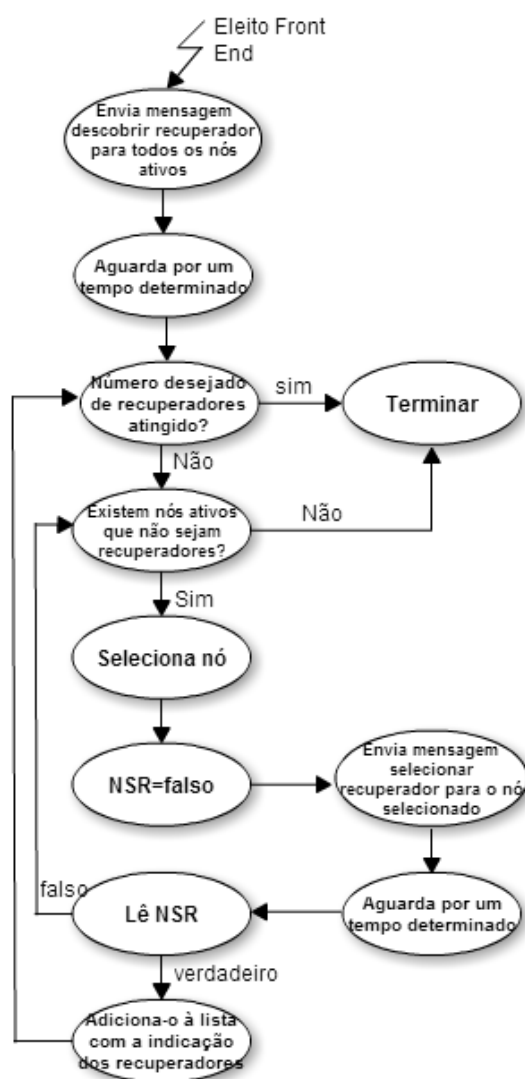 Eleito Front
End
Envia mensagem
descobrir recuperador
para todos os nós
ativos
Aguarda por um
tempo determinado
Número desejado
de recuperadores
atingido?
sim
Terminar
Não
Existem nós ativos
que não sejam
recuperadores?
Não
Sim
Seleciona nó
NSR=falso
Envia mensagem
selecionar
recuperador para o nó
selecionado
Aguarda por um
tempo determinado
Lê NSR
falso
verdadeiro
Adiciona-o à lista
com a indicação
dos recuperadores